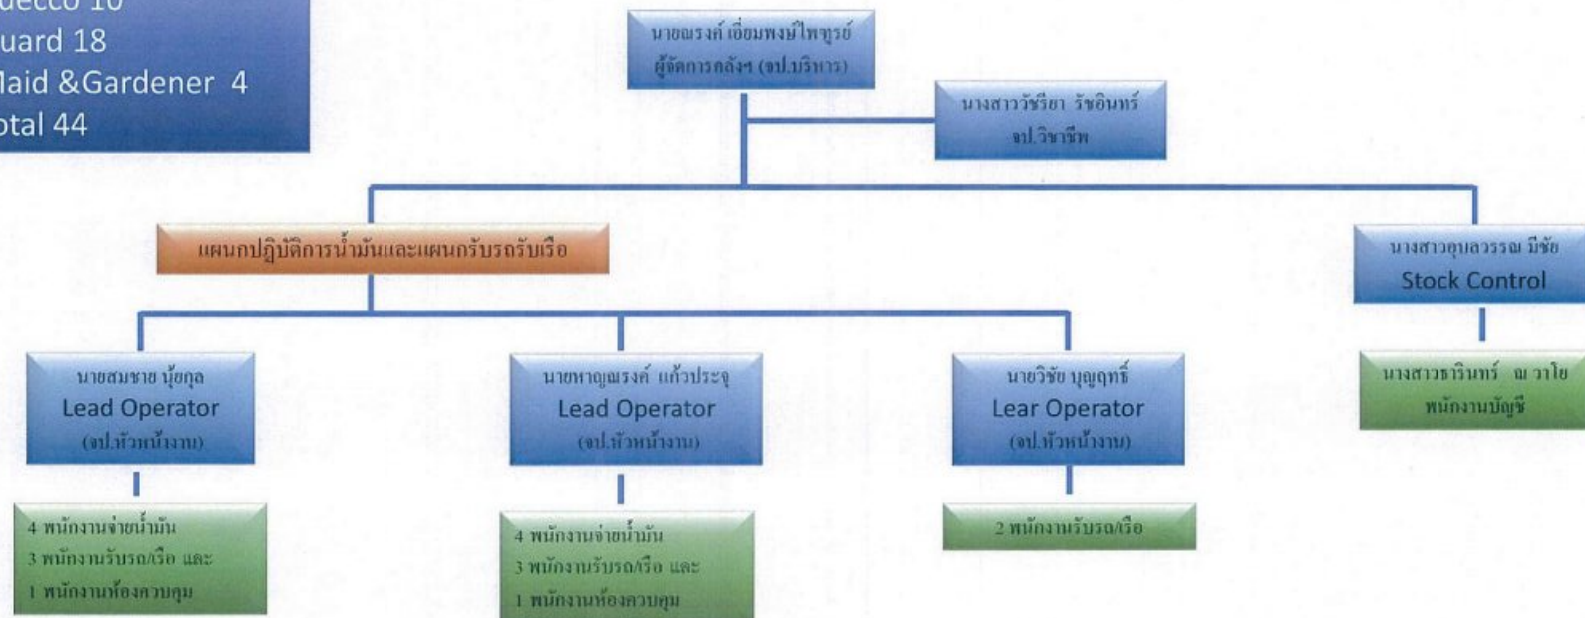 uard 18
Maid &Gardener 4
otal 44
นายณรงค์ เอี่ยมพงษ์ไพฑูรย์
ผู้จัดการคลังฯ (จป.บริหาร)
นางสาววัชรียา รัชอินทร์
จป.วิชาชีพ
แผนกปฏิบัติการน้ำมันและแผนกรับรถรับเรือ
นางสาวอุบลวรรณ มีชัย
Stock Control
นายสมชาย นุ้ยกุล
Lead Operator
(จป.หัวหน้างาน)
นายหาญณรงค์ แก้วประจุ
Lead Operator
(จป.หัวหน้างาน)
นายวิชัย บุญฤทธิ์
Lear Operator
(จป.หัวหน้างาน)
นางสาวธารินทร์ ณ วาโย
พนักงานบัญชี
4 พนักงานจ่ายน้ำมัน
3 พนักงานรับรถ/เรือ และ
1 พนักงานห้องควบคุม
4 พนักงานจ่ายน้ำมัน
3 พนักงานรับรถ/เรือ และ
1 พนักงานห้องควบคุม
2 พนักงานรับรถ/เรือ